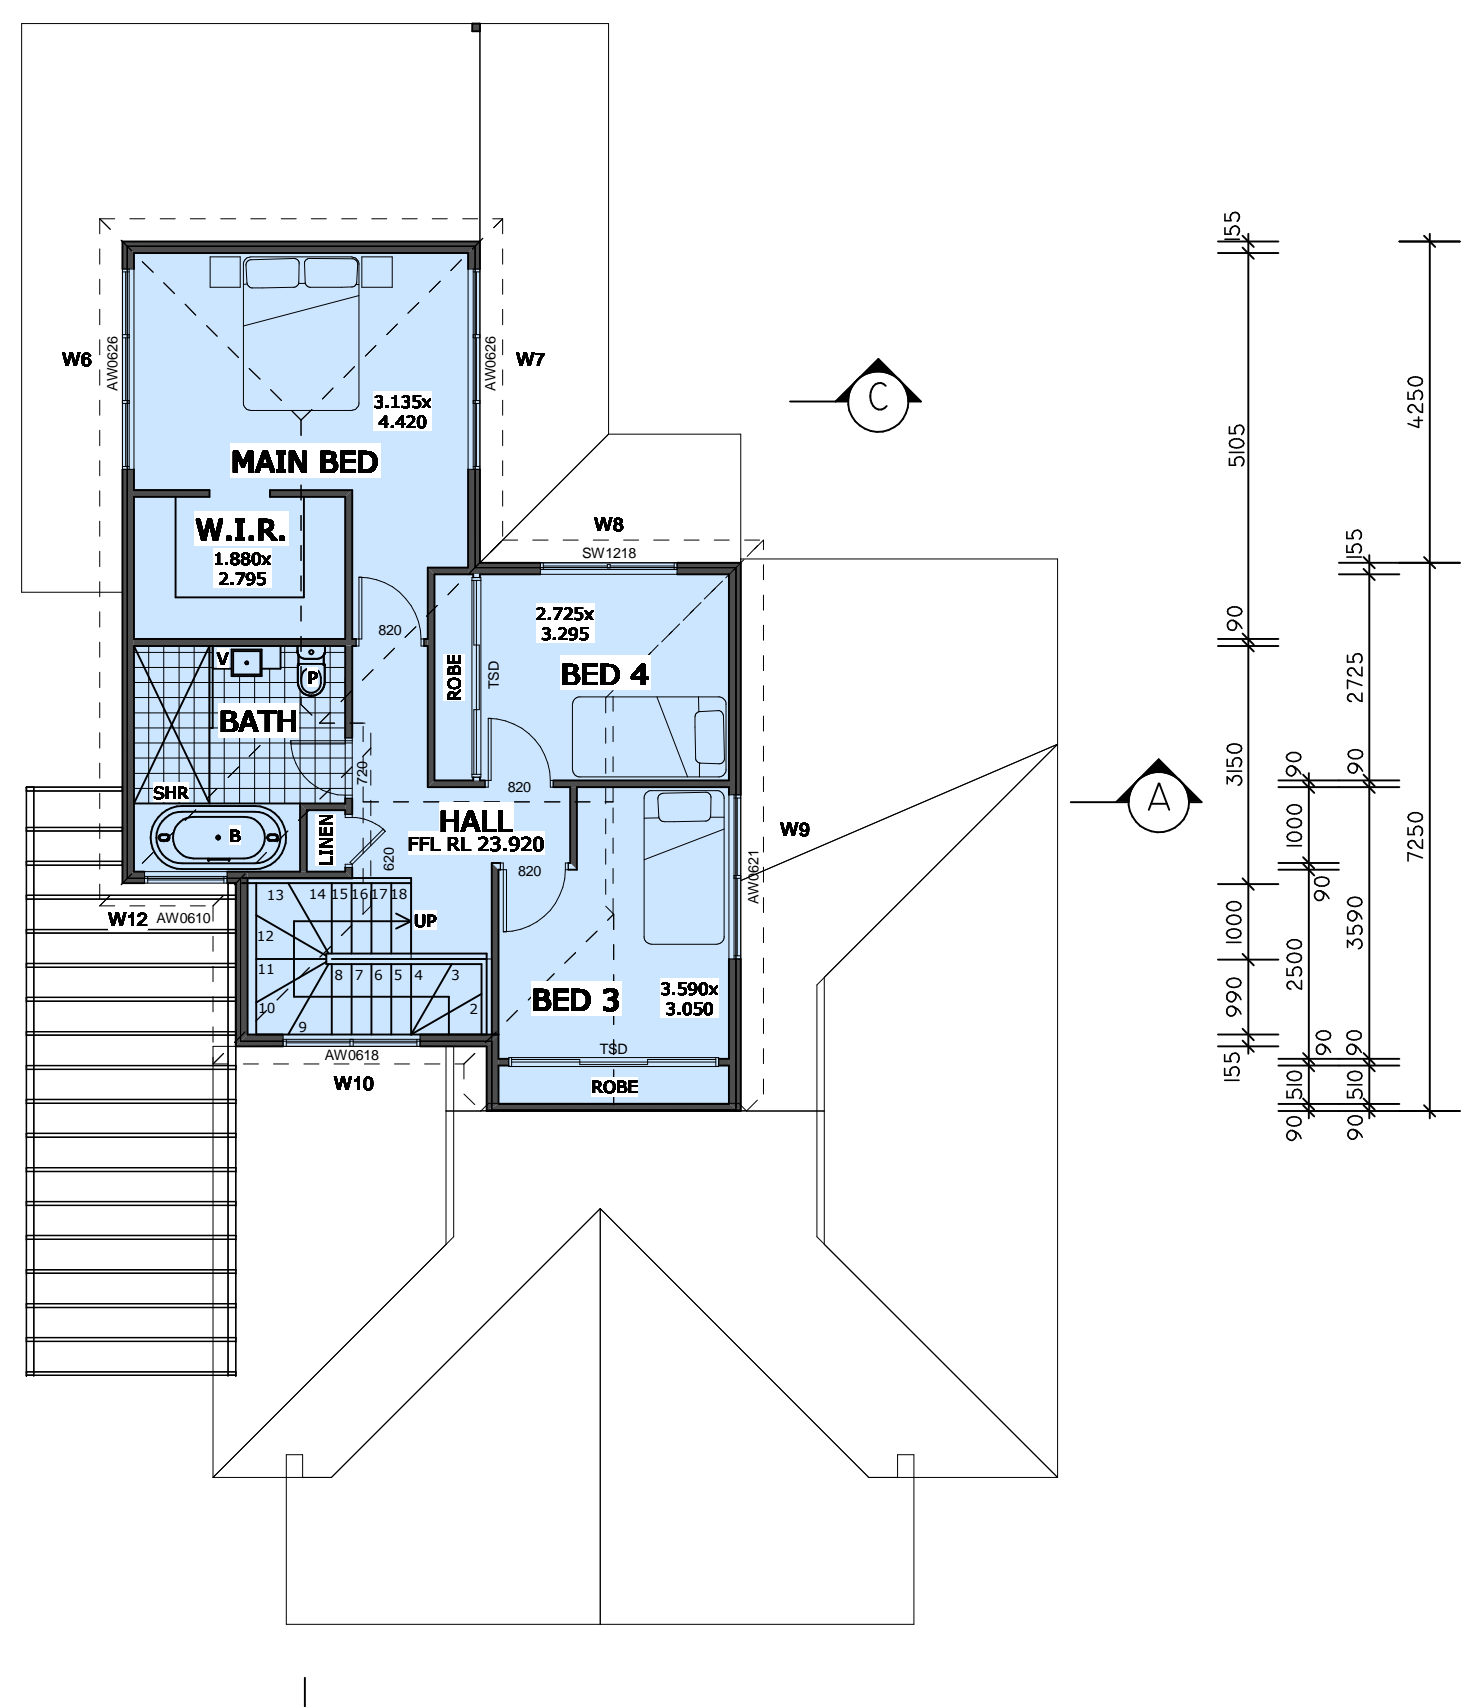 155
W6
AW0626
AW0626
W7
3.135x
4.420
MAIN BED
C
5105
4250
W.I.R.
1.880x
2.795
W8
SW1218
155
2.725x
3.295
820
90
ROBE
TSD
BED 4
V
P
BATH
2725
720
3150
90
90
SHR
820
B
LINEN
HALL
FFL RL 23.920
620
820
W9
AW0621
A
1000
7250
90
W12
AW0610
13
14
15
16
17
18
UP
12
11
10
9
8
7
6
5
4
3
2
1000
3590
2500
BED 3
3.590x
3.050
990
AW0618
W10
TSD
ROBE
90
90
155
510
510
90
90